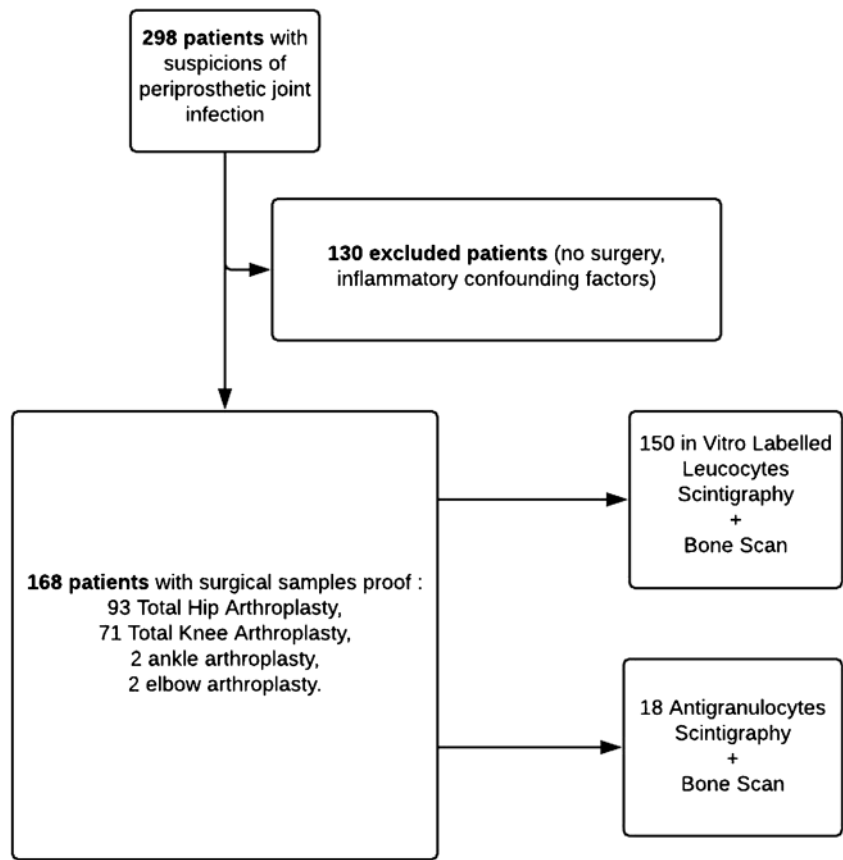 298 patients with
suspicions of
periprosthetic joint
infection
130 excluded patients (no surgery,
inflammatory confounding factors)
168 patients with surgical samples proof :
93 Total Hip Arthroplasty,
71 Total Knee Arthroplasty,
2 ankle arthroplasty,
2 elbow arthroplasty.
150 in Vitro Labelled
Leucocytes
Scintigraphy
+
Bone Scan
18 Antigranulocytes
Scintigraphy
+
Bone Scan